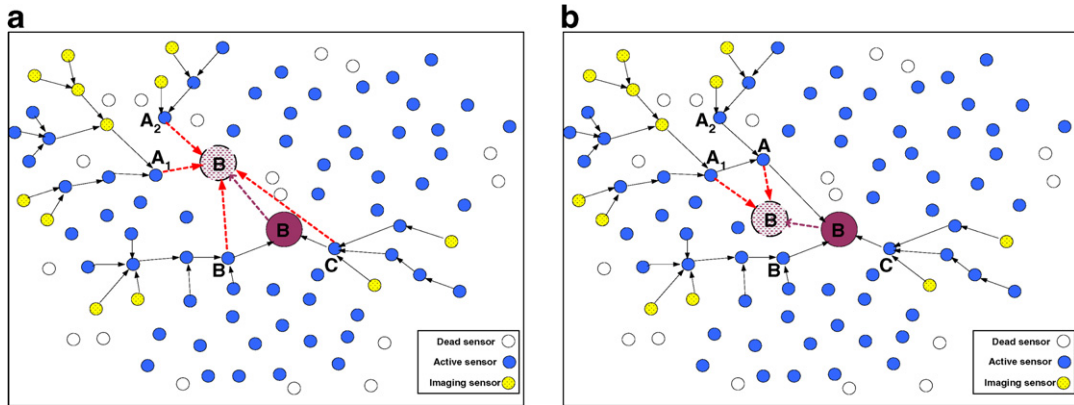 a
A2
A1
B
B
B
C
Dead sensor
Active sensor
Imaging sensor
b
A2
A
A1
B
B
B
C
Dead sensor
Active sensor
Imaging sensor